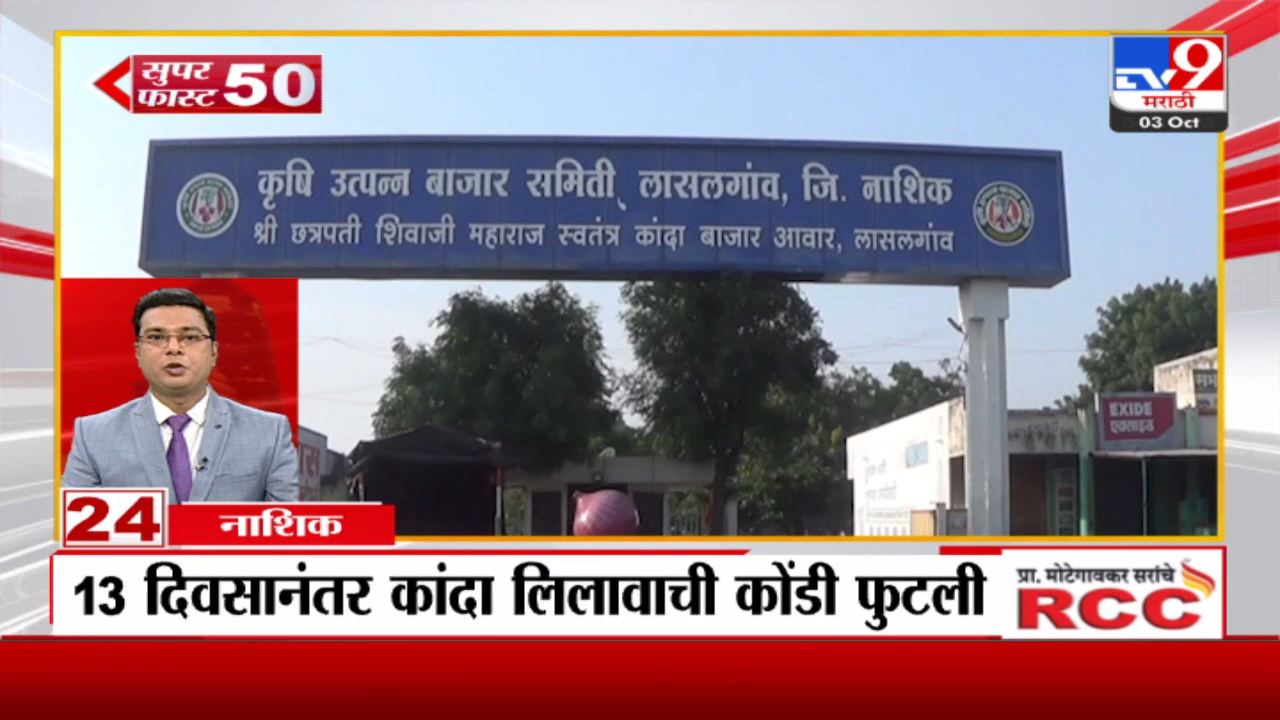 सुपर
फास्ट 50
TV9
मराठी
03 Oct
कृषि उत्पन्न बाजार समिती, लासलगांव, जि. नाशिक
श्री छत्रपती शिवाजी महाराज स्वतंत्र कांदा बाजार आवार, लासलगांव
EXIDE
एक्साइड
24 नाशिक
13 दिवसानंतर कांदा लिलावाची कोंडी फुटली
प्रा. मोटेगावकर सरांचे
RCC